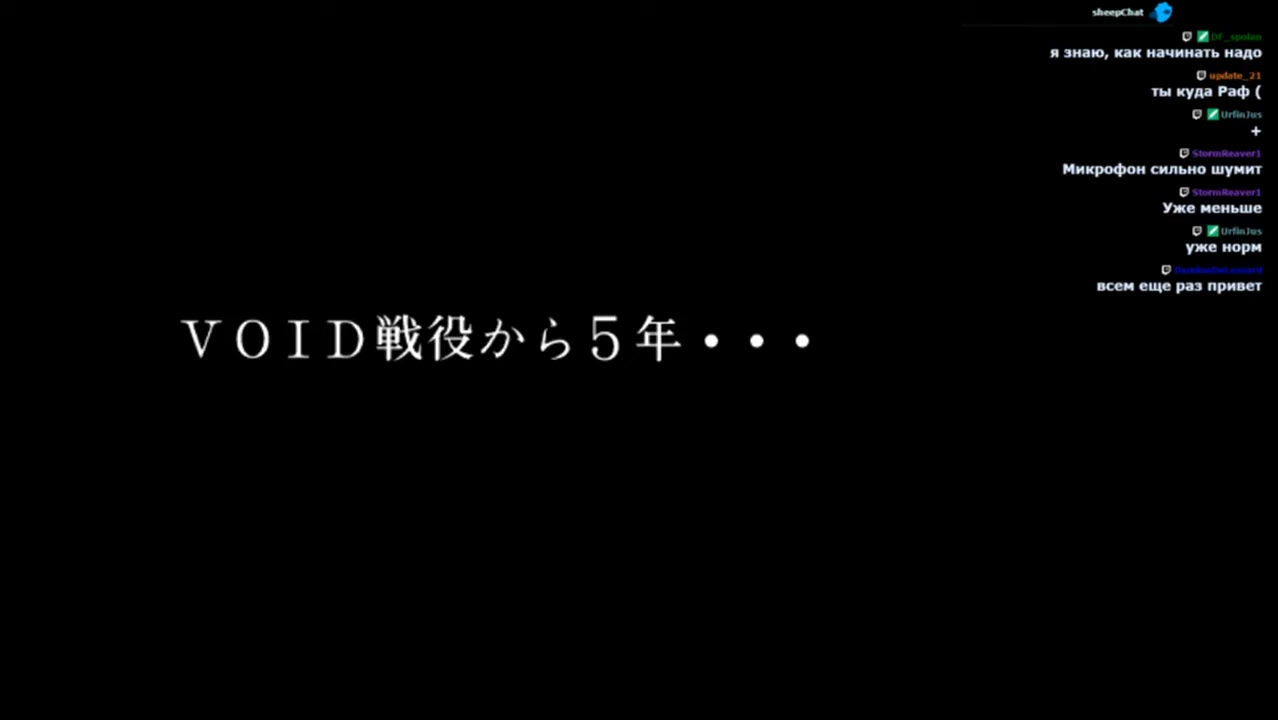 sheepChat
DF_spolan
я знаю, как начинать надо
update_21
ты куда Раф (
UrfinJus
+
StormReaver1
Микрофон сильно шумит
StormReaver1
Уже меньше
UrfinJus
уже норм
всем еще раз привет
ＶＯＩＤ戦役から５年・・・